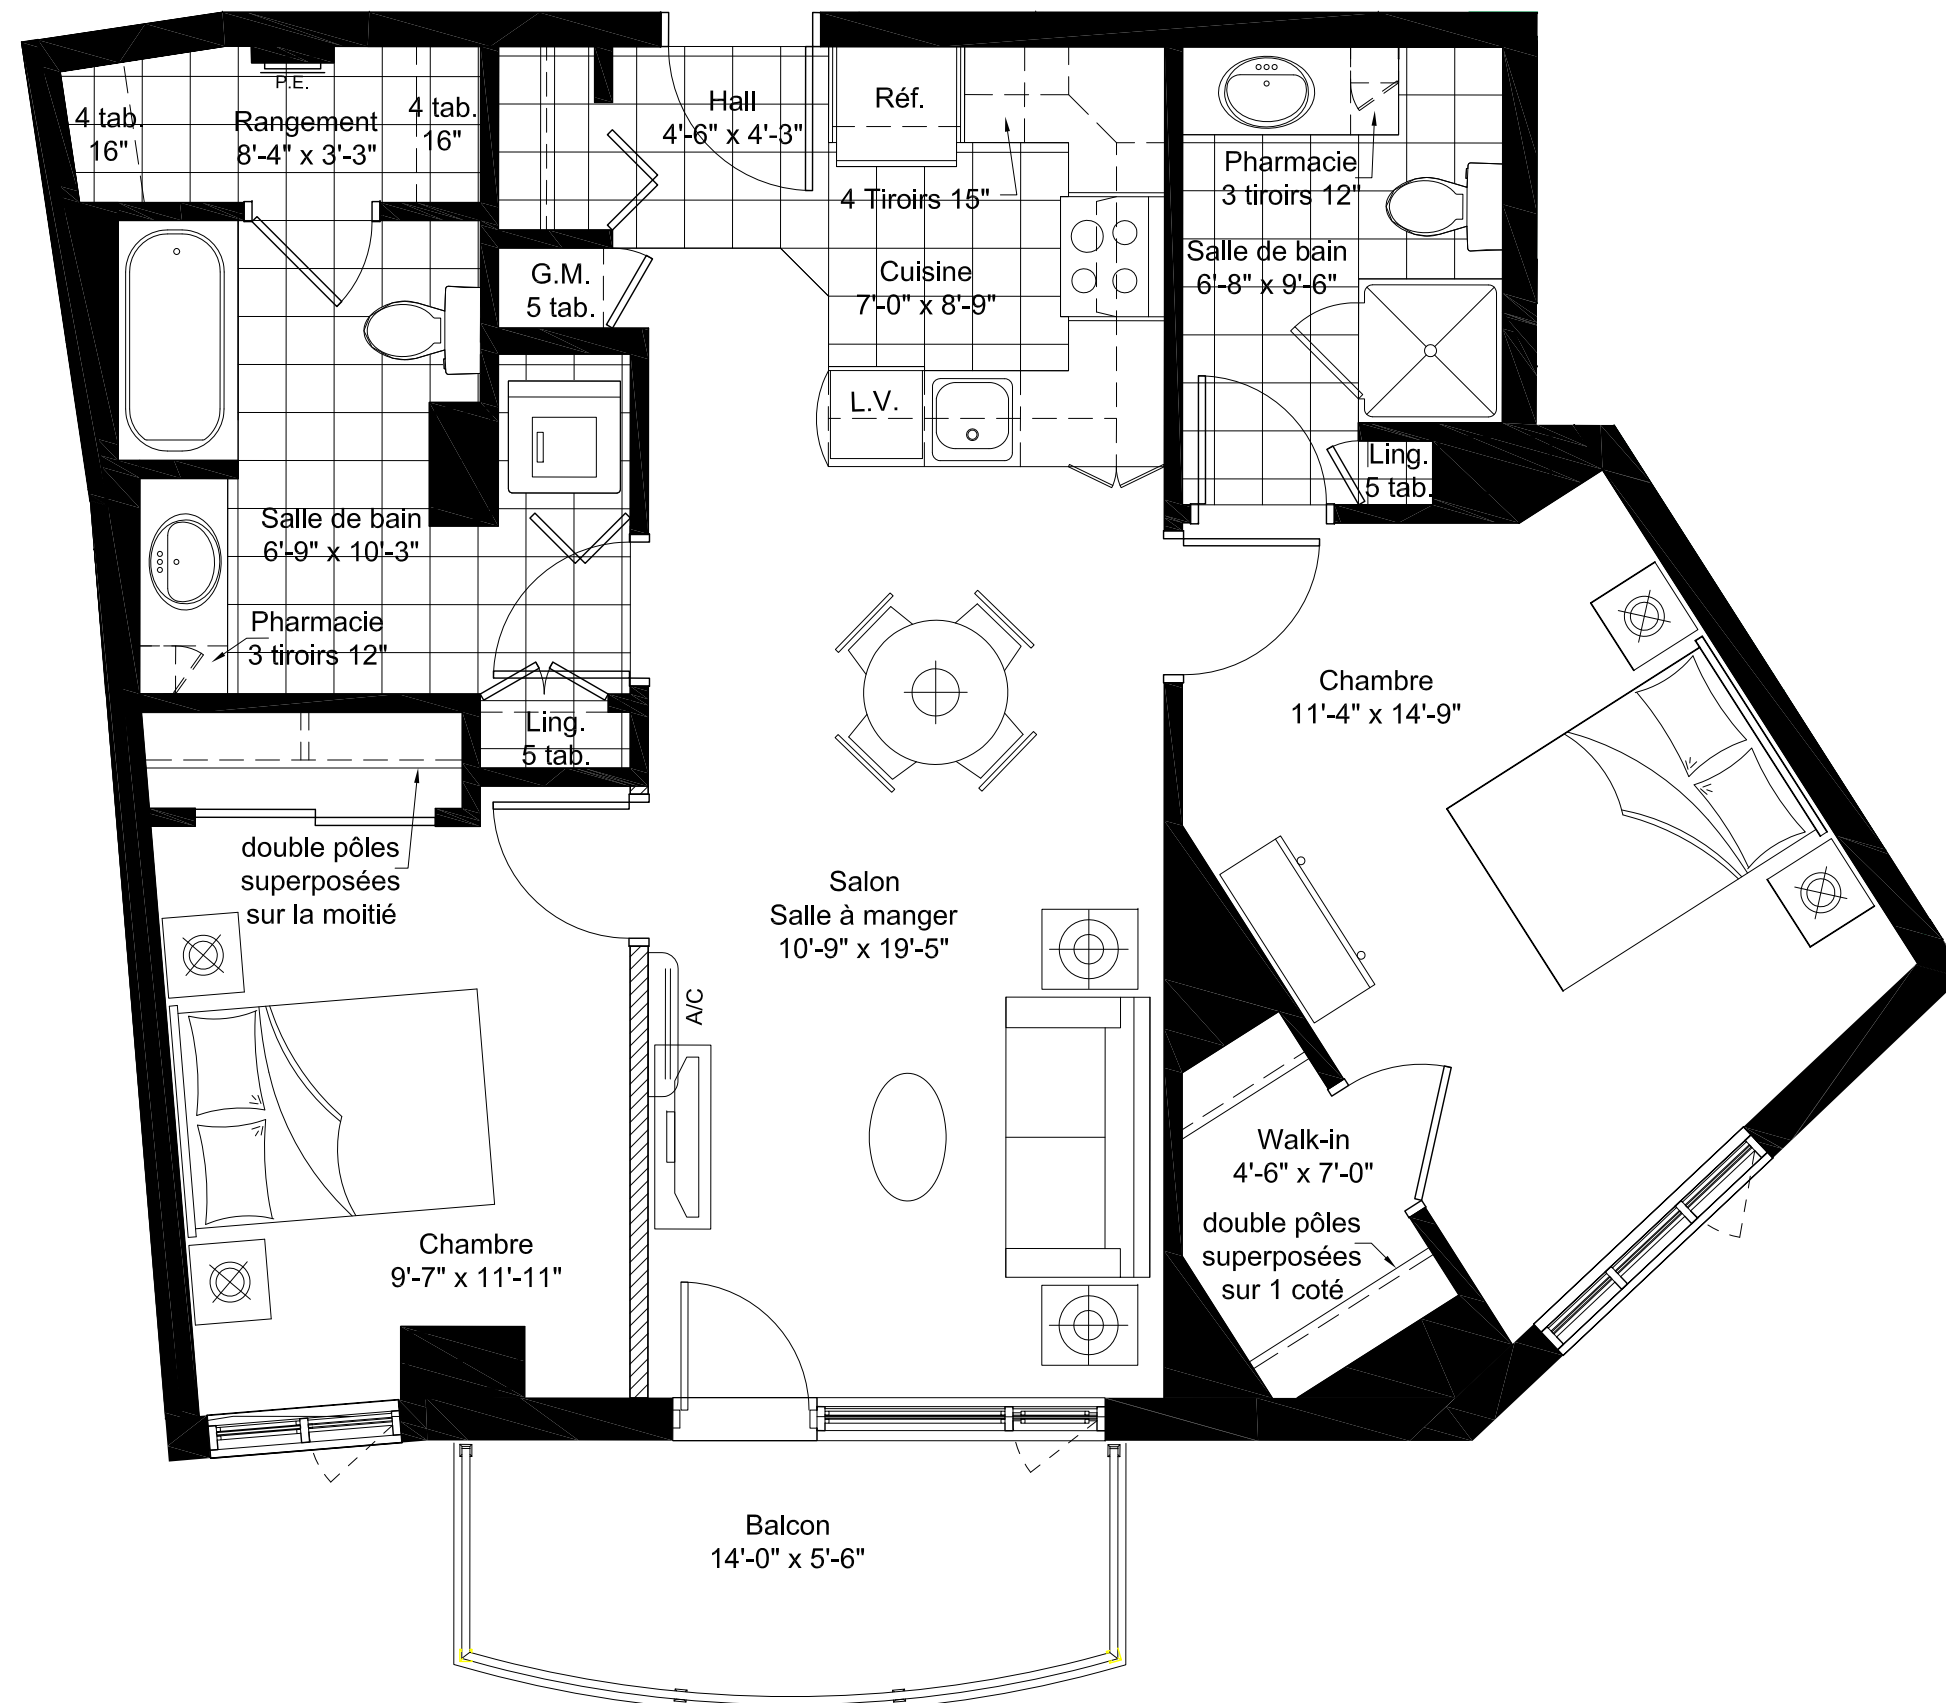 P.E.
4 tab.
16"
Rangement
8'-4" x 3'-3"
4 tab.
16"
Hall
4'-6" x 4'-3"
Réf.
4 Tiroirs 15"
Pharmacie
3 tiroirs 12"
G.M.
5 tab.
Cuisine
7'-0" x 8'-9"
Salle de bain
6'-8" x 9'-6"
L.V.
Ling.
5 tab.
Salle de bain
6'-9" x 10'-3"
Pharmacie
3 tiroirs 12"
Ling.
5 tab.
Chambre
11'-4" x 14'-9"
double pôles
superposées
sur la moitié
Salon
Salle à manger
10'-9" x 19'-5"
A/C
Walk-in
4'-6" x 7'-0"
double pôles
superposées
sur 1 coté
Chambre
9'-7" x 11'-11"
Balcon
14'-0" x 5'-6"